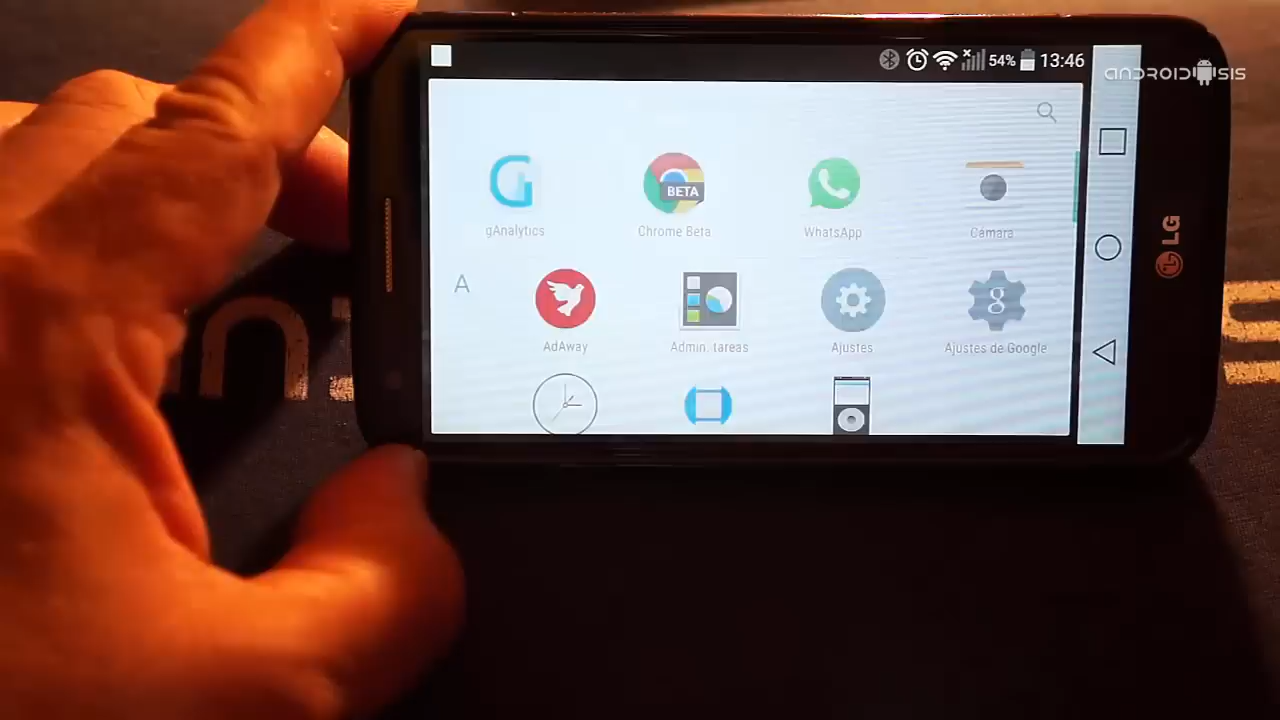 54% 13:46
ANDROIDSIS
gAnalytics
Chrome Beta
BETA
WhatsApp
Cámara
LG
A
AdAway
Admin. tareas
Ajustes
Ajustes de Google
g